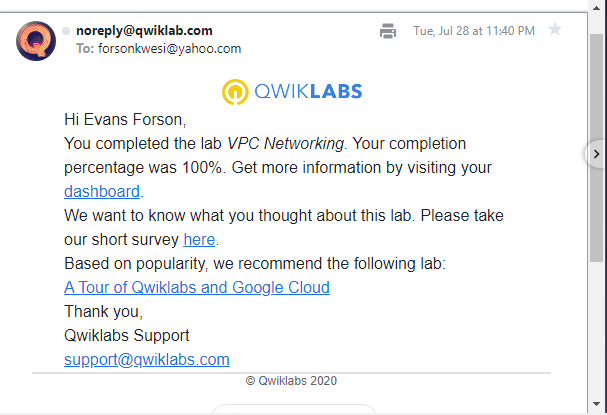 noreply@qwiklab.com
Tue, Jul 28 at 11:40 PM
To: forsonkwesi@yahoo.com
QWIKLABS
Hi Evans Forson,
You completed the lab VPC Networking. Your completion
percentage was 100%. Get more information by visiting your
dashboard.
We want to know what you thought about this lab. Please take
our short survey here.
Based on popularity, we recommend the following lab:
A Tour of Qwiklabs and Google Cloud
Thank you,
Qwiklabs Support
support@qwiklabs.com
© Qwiklabs 2020